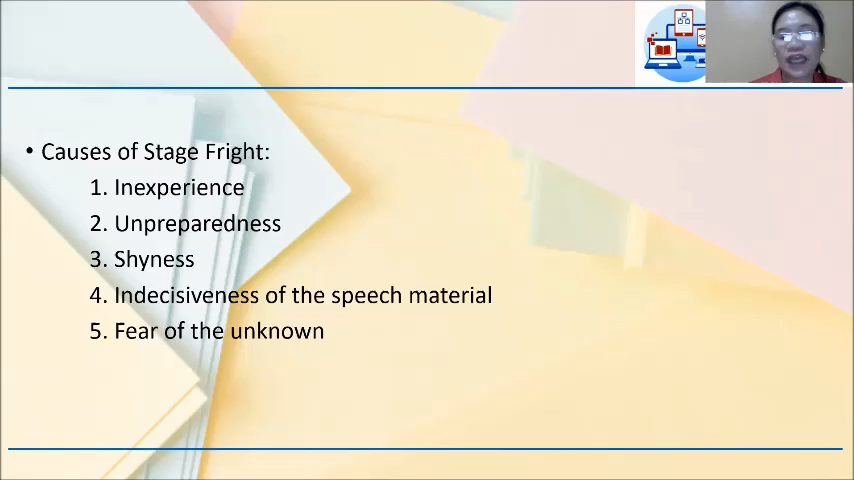 • Causes of Stage Fright:
1. Inexperience
2. Unpreparedness
3. Shyness
4. Indecisiveness of the speech material
5. Fear of the unknown